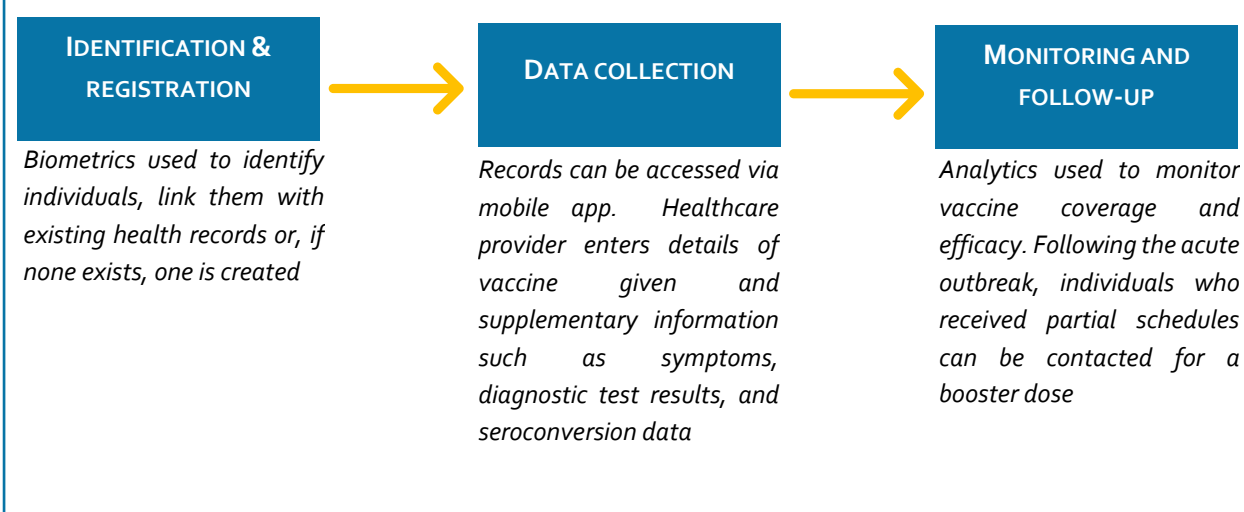 IDENTIFICATION &
REGISTRATION
Biometrics used to identify
individuals, link them with
existing health records or, if
none exists, one is created
DATA COLLECTION
Records can be accessed via
mobile app. Healthcare
provider enters details of
vaccine given and
supplementary information
such as symptoms,
diagnostic test results, and
seroconversion data
MONITORING AND
FOLLOW-UP
Analytics used to monitor
vaccine coverage and
efficacy. Following the acute
outbreak, individuals who
received partial schedules
can be contacted for a
booster dose